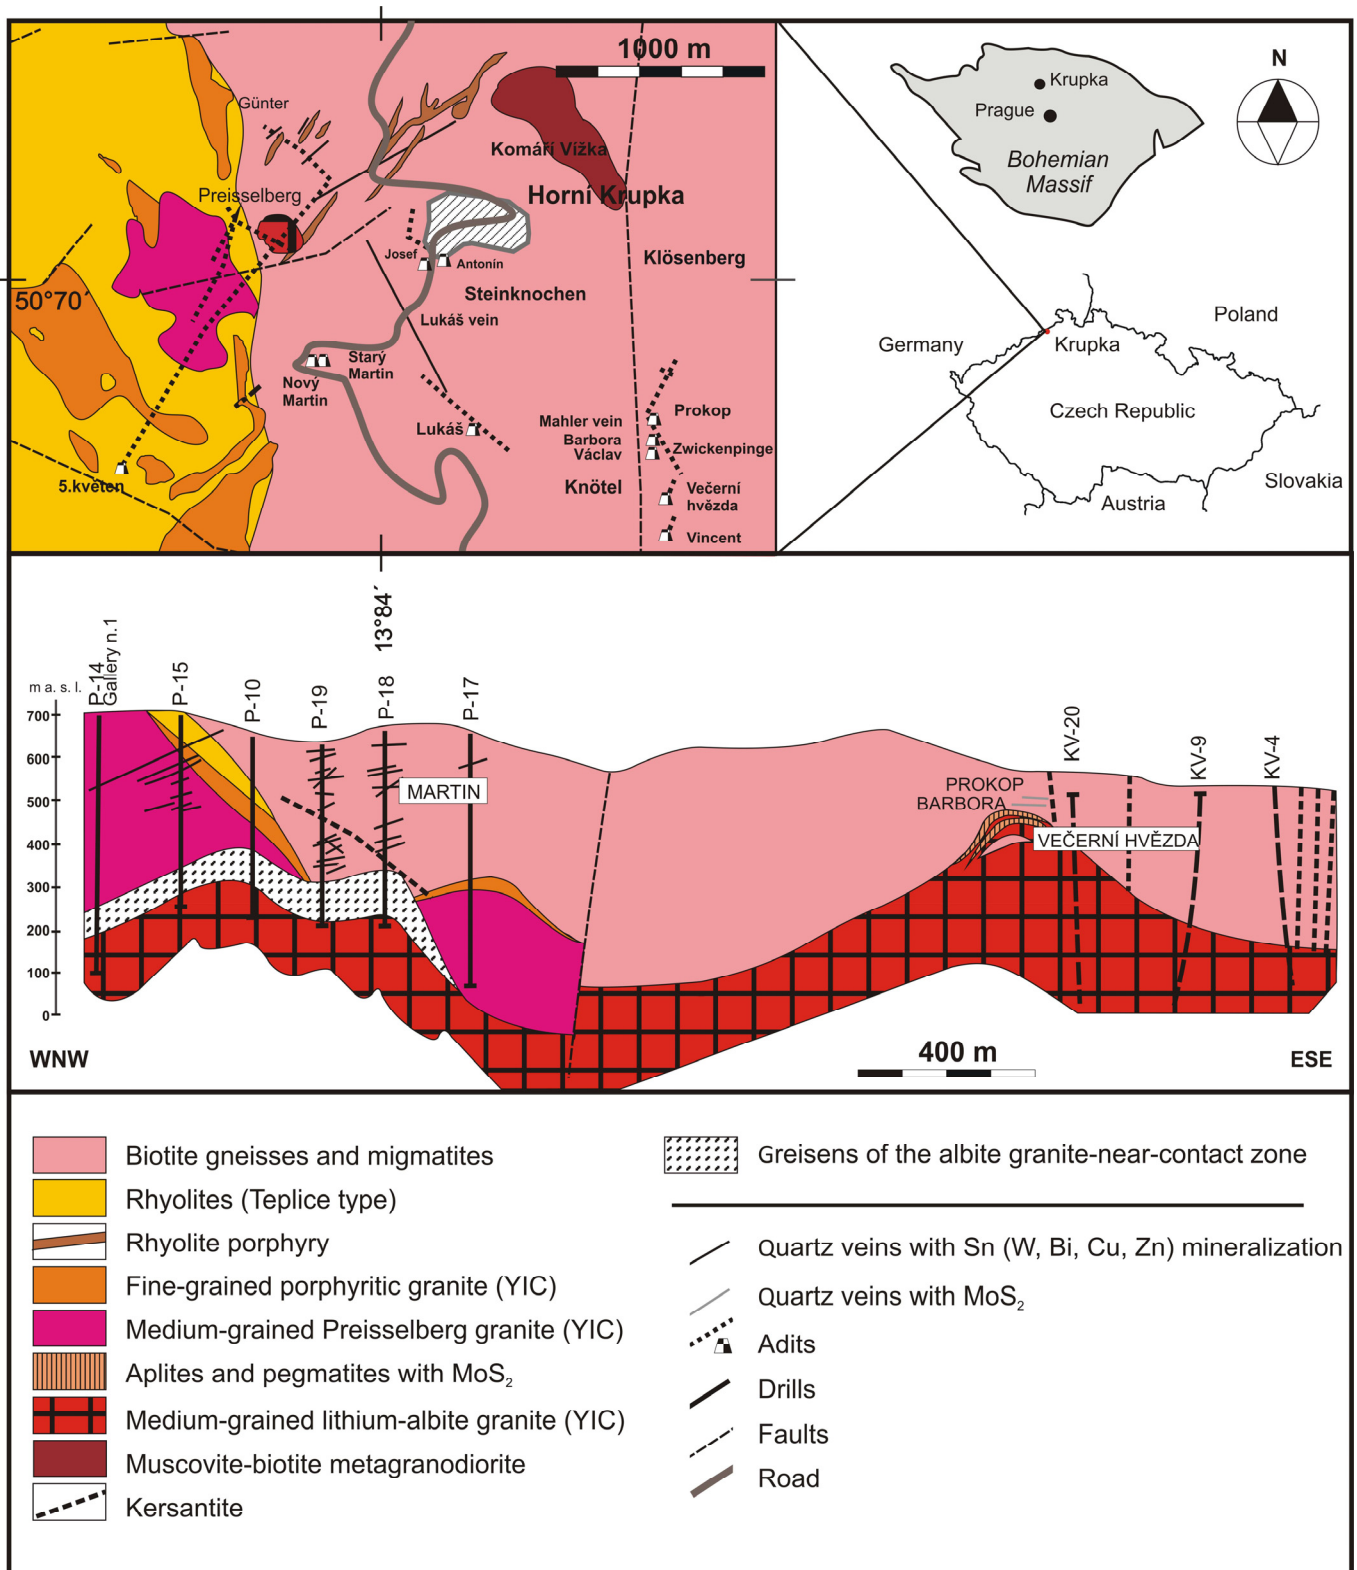 1000 m
Günter
Komáří Vížka
Preisselberg
Horní Krupka
Josef
Antonín
Klösenberg
50°70´
Steinknochen
Lukáš vein
Starý
Martin
Nový
Martin
Lukáš
Mahler vein
Prokop
Barbora
Václav
Zwickenpinge
5.květen
Knötel
Večerní
hvězda
Vincent
N
Krupka
Prague
Bohemian
Massif
Poland
Germany
Krupka
Czech Republic
Slovakia
Austria
13°84´
m a. s. l.
P-14
Gallery n.1
P-15
P-10
P-19
P-18
P-17
KV-20
KV-9
KV-4
700
600
500
400
300
200
100
0
MARTIN
PROKOP
BARBORA
VEČERNÍ HVĚZDA
WNW
400 m
ESE
Biotite gneisses and migmatites
Rhyolites (Teplice type)
Rhyolite porphyry
Fine-grained porphyritic granite (YIC)
Medium-grained Preisselberg granite (YIC)
Aplites and pegmatites with MoS₂
Medium-grained lithium-albite granite (YIC)
Muscovite-biotite metagranodiorite
Kersantite
Greisens of the albite granite-near-contact zone
Quartz veins with Sn (W, Bi, Cu, Zn) mineralization
Quartz veins with MoS₂
Adits
Drills
Faults
Road